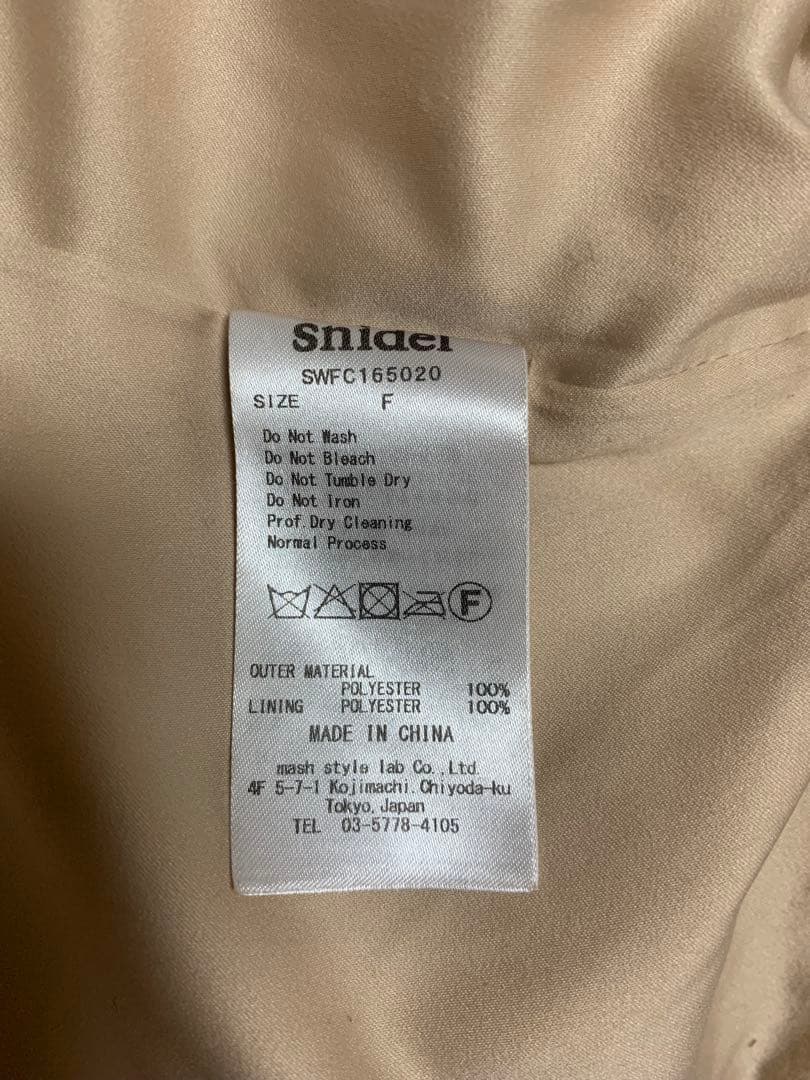 Snidel
SWFC165020
SIZE F
Do Not Wash
Do Not Bleach
Do Not Tumble Dry
Do Not Iron
Prof.Dry Cleaning
Normal Process
F
OUTER MATERIAL
POLYESTER 100%
LINING POLYESTER 100%
MADE IN CHINA
mash style lab Co.,Ltd.
4F 5-7-1 Kojimachi.Chiyoda-ku
Tokyo,Japan
TEL 03-5778-4105